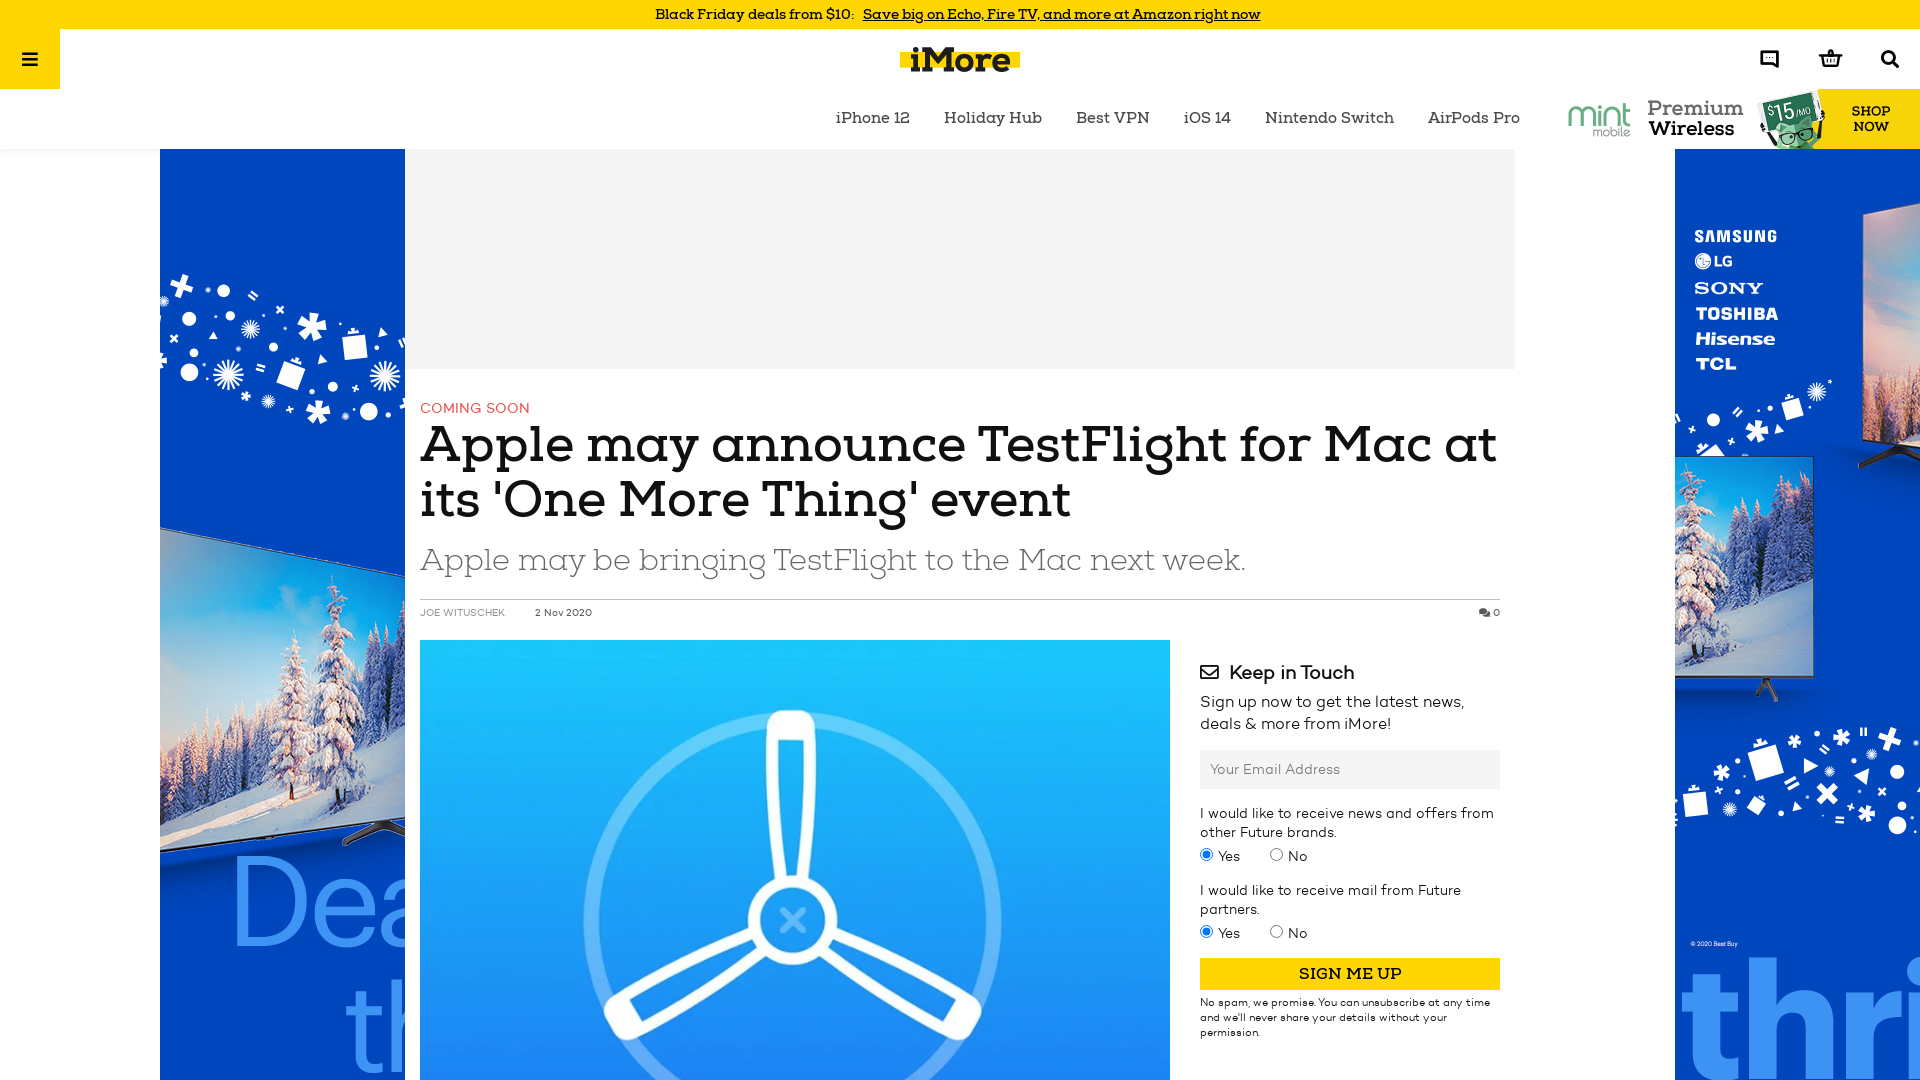 Black Friday deals from $10: Save big on Echo, Fire TV, and more at Amazon right now
iMore
iPhone 12 Holiday Hub Best VPN iOS 14 Nintendo Switch AirPods Pro
mint mobile
Premium Wireless
$15/MO
SHOP NOW
SAMSUNG
LG
SONY
TOSHIBA
Hisense
TCL
COMING SOON
Apple may announce TestFlight for Mac at
its 'One More Thing' event
Apple may be bringing TestFlight to the Mac next week.
JOE WITUSCHEK 2 Nov 2020 0
Keep in Touch
Sign up now to get the latest news,
deals & more from iMore!
Your Email Address
I would like to receive news and offers from
other Future brands.
Yes No
I would like to receive mail from Future
partners.
Yes No
SIGN ME UP
No spam, we promise. You can unsubscribe at any time
and we'll never share your details without your
permission.
Dea
th
© 2020 Best Buy
thri